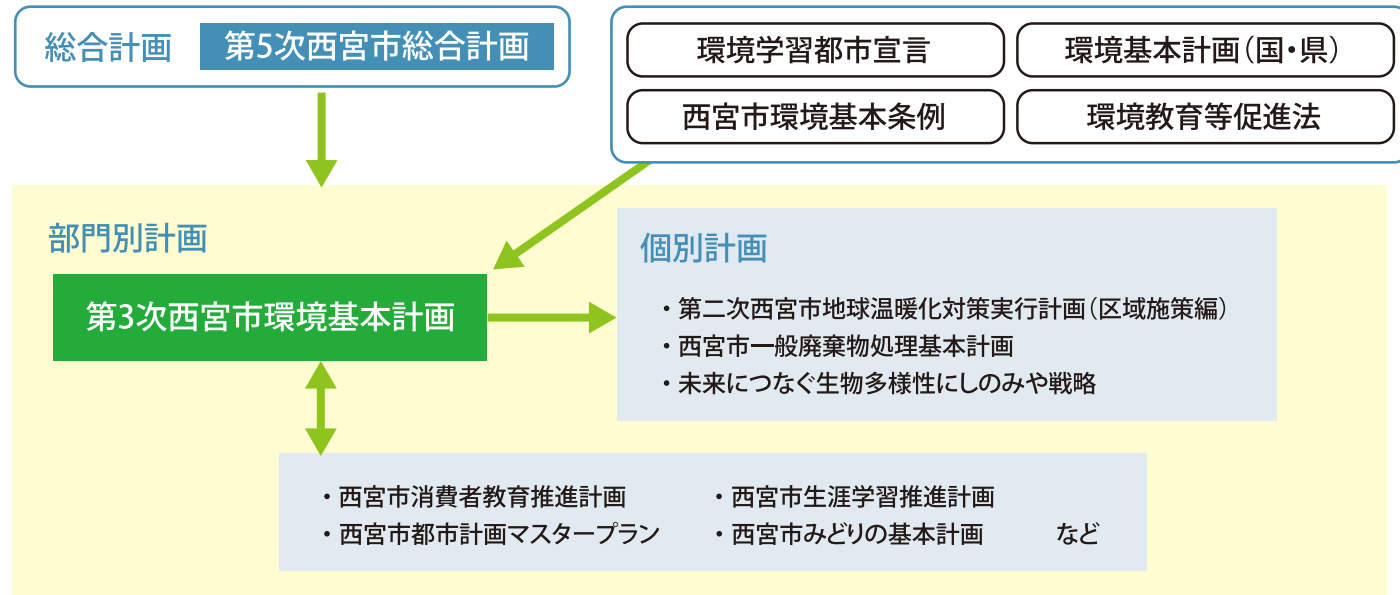 総合計画 第5次西宮市総合計画
環境学習都市宣言 環境基本計画(国・県)
西宮市環境基本条例 環境教育等促進法
部門別計画
第3次西宮市環境基本計画
個別計画
・第二次西宮市地球温暖化対策実行計画(区域施策編)
・西宮市一般廃棄物処理基本計画
・未来につなぐ生物多様性にしのみや戦略
・西宮市消費者教育推進計画 ・西宮市生涯学習推進計画
・西宮市都市計画マスタープラン ・西宮市みどりの基本計画 など